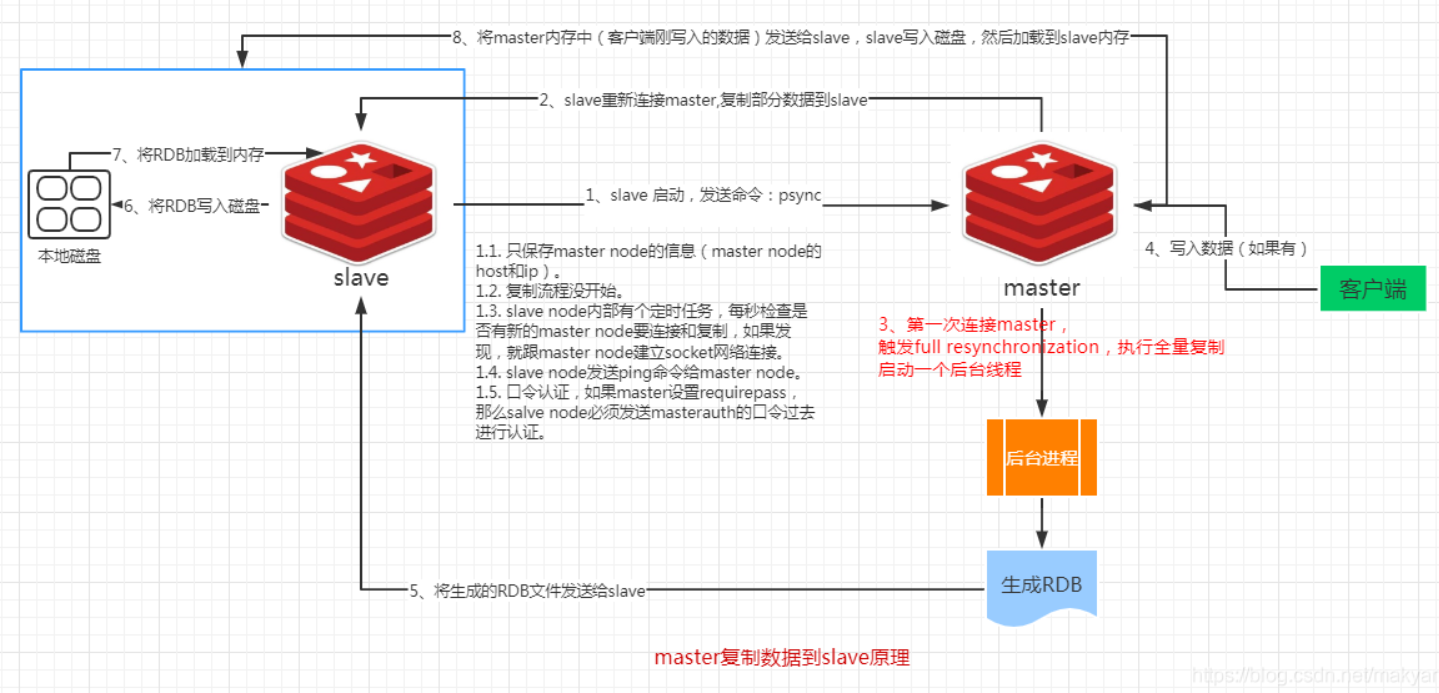 8、将master内存中（客户端刚写入的数据）发送给slave，slave写入磁盘，然后加载到slave内存
2、slave重新连接master,复制部分数据到slave
7、将RDB加载到内存
6、将RDB写入磁盘
本地磁盘
slave
1、slave 启动，发送命令：psync
1.1. 只保存master node的信息（master node的
host和ip）。
1.2. 复制流程没开始。
1.3. slave node内部有个定时任务，每秒检查是
否有新的master node要连接和复制，如果发
现，就跟master node建立socket网络连接。
1.4. slave node发送ping命令给master node。
1.5. 口令认证，如果master设置requirepass，
那么salve node必须发送masterauth的口令过去
进行认证。
master
4、写入数据（如果有）
客户端
3、第一次连接master，
触发full resynchronization，执行全量复制
启动一个后台线程
后台进程
生成RDB
5、将生成的RDB文件发送给slave
master复制数据到slave原理
https://blog.csdn.net/makyan